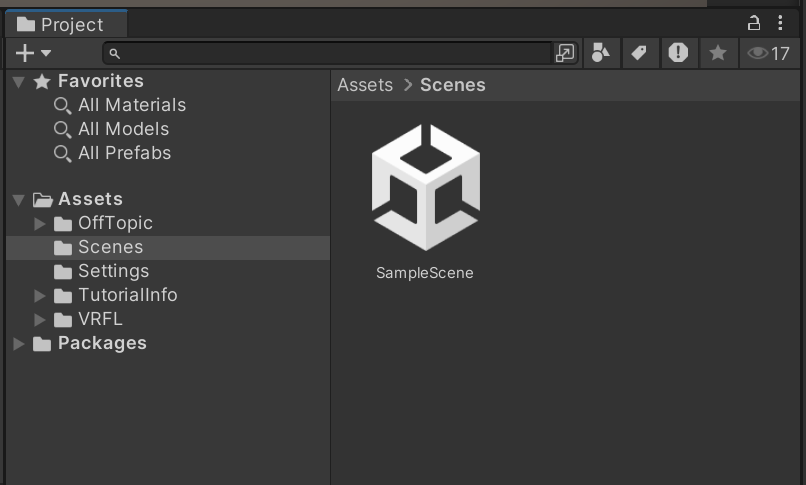 Project
17
Favorites
All Materials
All Models
All Prefabs
Assets
OffTopic
Scenes
Settings
TutorialInfo
VRFL
Packages
Assets > Scenes
SampleScene